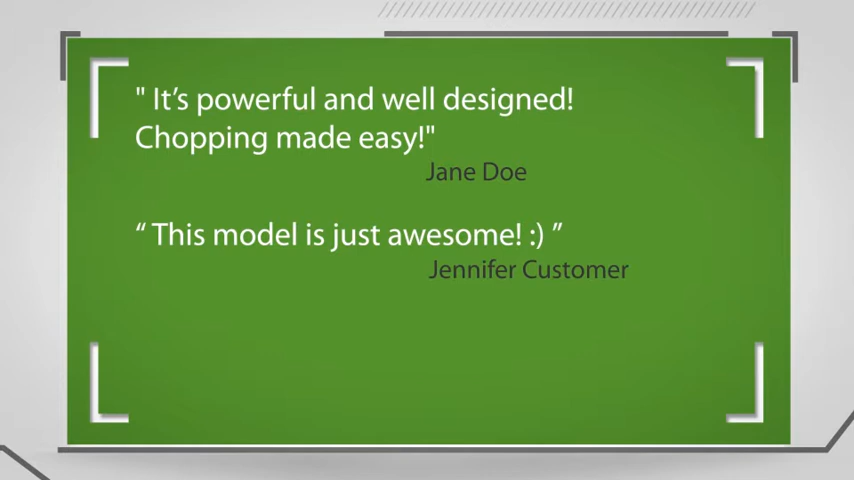 " It’s powerful and well designed!
Chopping made easy!"
Jane Doe
“ This model is just awesome! :) ”
Jennifer Customer